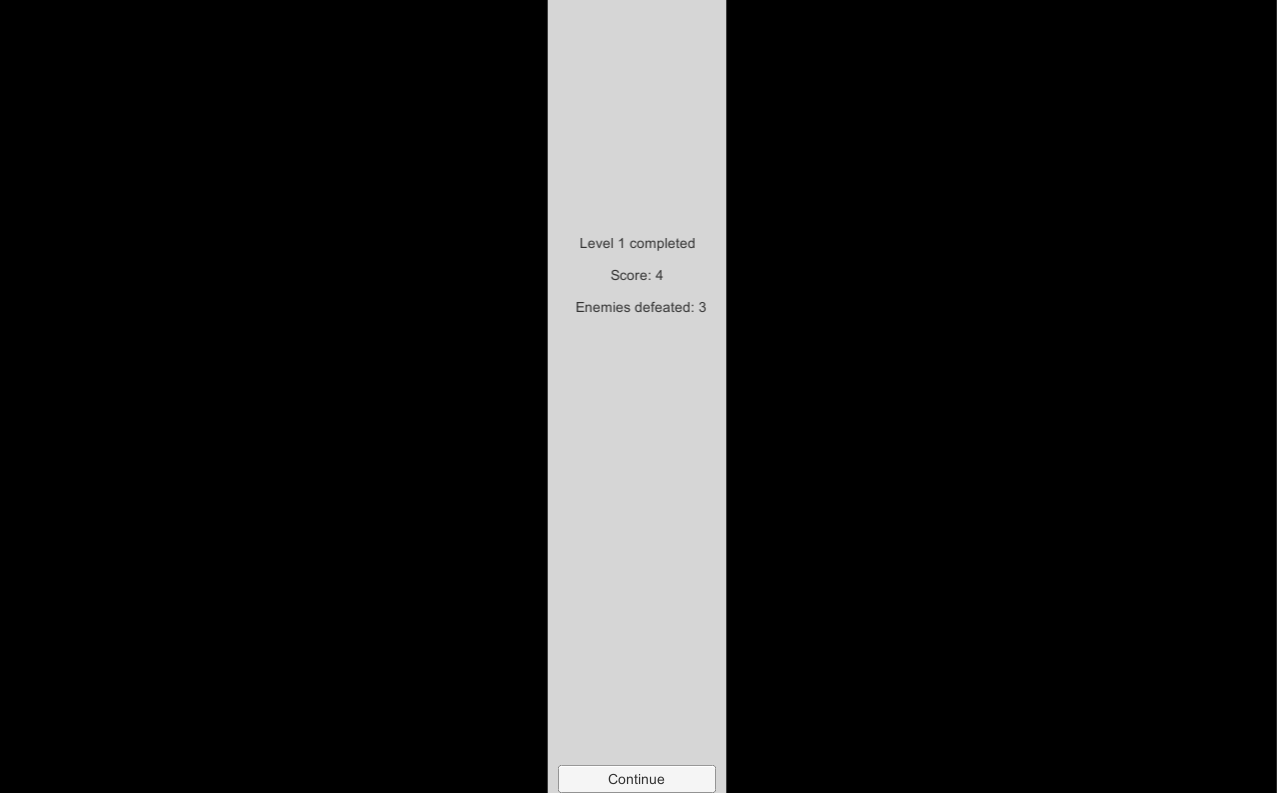 Level 1 completed
Score: 4
Enemies defeated: 3
Continue